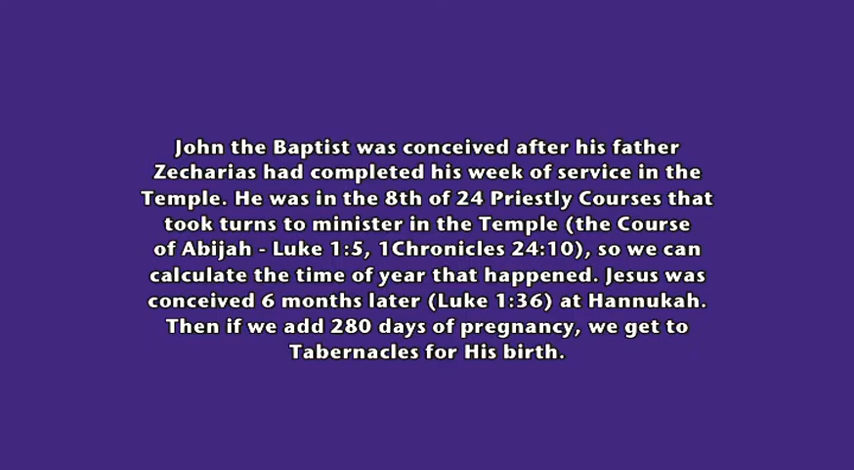 John the Baptist was conceived after his father
Zecharias had completed his week of service in the
Temple. He was in the 8th of 24 Priestly Courses that
took turns to minister in the Temple (the Course
of Abijah - Luke 1:5, 1Chronicles 24:10), so we can
calculate the time of year that happened. Jesus was
conceived 6 months later (Luke 1:36) at Hannukah.
Then if we add 280 days of pregnancy, we get to
Tabernacles for His birth.